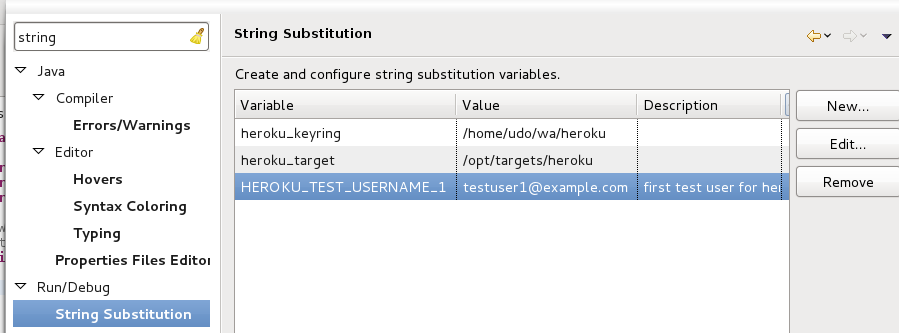 string
Java
Compiler
Errors/Warnings
Editor
Hovers
Syntax Coloring
Typing
Properties Files Editor
Run/Debug
String Substitution
String Substitution
Create and configure string substitution variables.
Variable Value Description
heroku_keyring /home/udo/wa/heroku
heroku_target /opt/targets/heroku
HEROKU_TEST_USERNAME_1 testuser1@example.com first test user for her
New...
Edit...
Remove